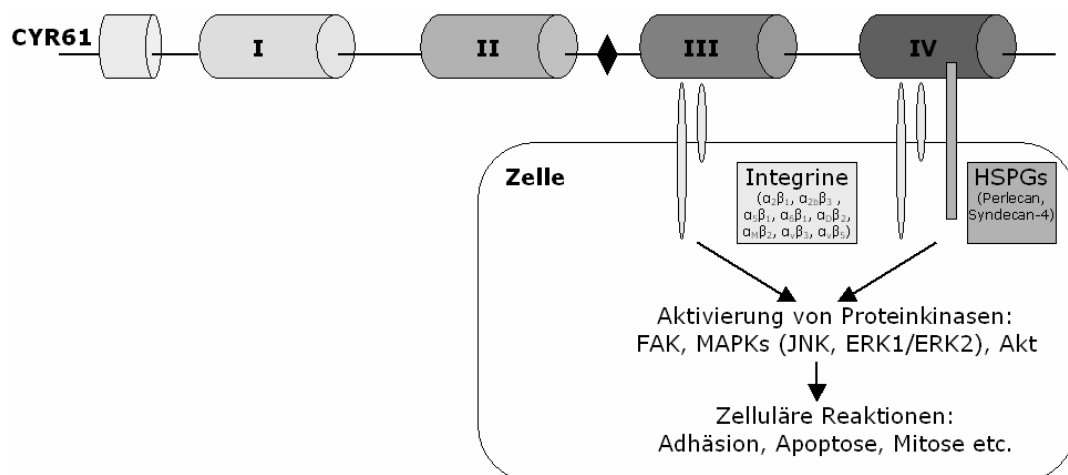 CYR61
I
II
III
IV
Zelle
Integrine
(α₂β₁, α₂bβ₃ ,
α₅β₁, α₆β₁, αDβ₂,
αMβ₂, αᵥβ₃, αᵥβ₅)
HSPGs
(Perlecan,
Syndecan-4)
Aktivierung von Proteinkinasen:
FAK, MAPKs (JNK, ERK1/ERK2), Akt
Zelluläre Reaktionen:
Adhäsion, Apoptose, Mitose etc.